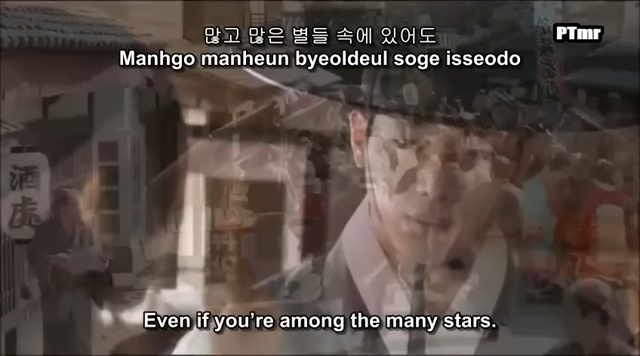 많고 많은 별들 속에 있어도
PTmr
Manhgo manheun byeoldeul soge isseodo
酒
Even if you're among the many stars.